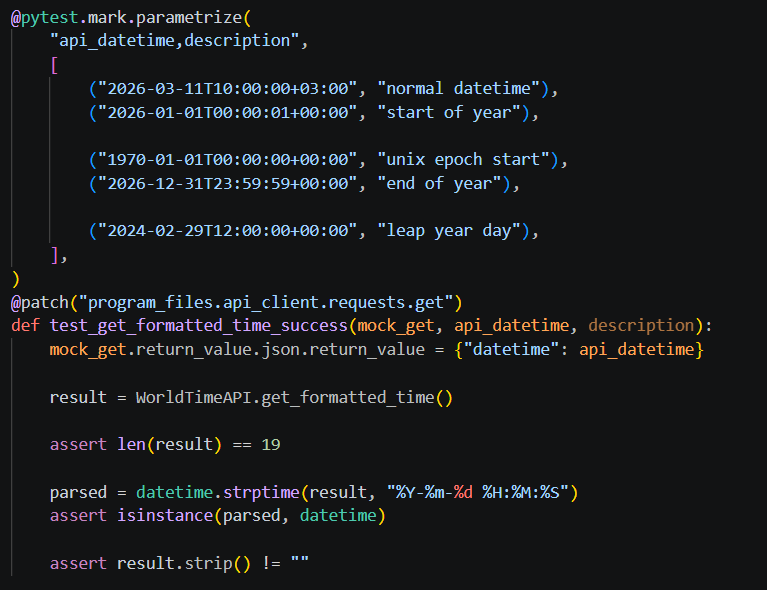 @pytest.mark.parametrize(
    "api_datetime,description",
    [
        ("2026-03-11T10:00:00+03:00", "normal datetime"),
        ("2026-01-01T00:00:01+00:00", "start of year"),

        ("1970-01-01T00:00:00+00:00", "unix epoch start"),
        ("2026-12-31T23:59:59+00:00", "end of year"),

        ("2024-02-29T12:00:00+00:00", "leap year day"),
    ],
)
@patch("program_files.api_client.requests.get")
def test_get_formatted_time_success(mock_get, api_datetime, description):
    mock_get.return_value.json.return_value = {"datetime": api_datetime}

    result = WorldTimeAPI.get_formatted_time()

    assert len(result) == 19

    parsed = datetime.strptime(result, "%Y-%m-%d %H:%M:%S")
    assert isinstance(parsed, datetime)

    assert result.strip() != ""